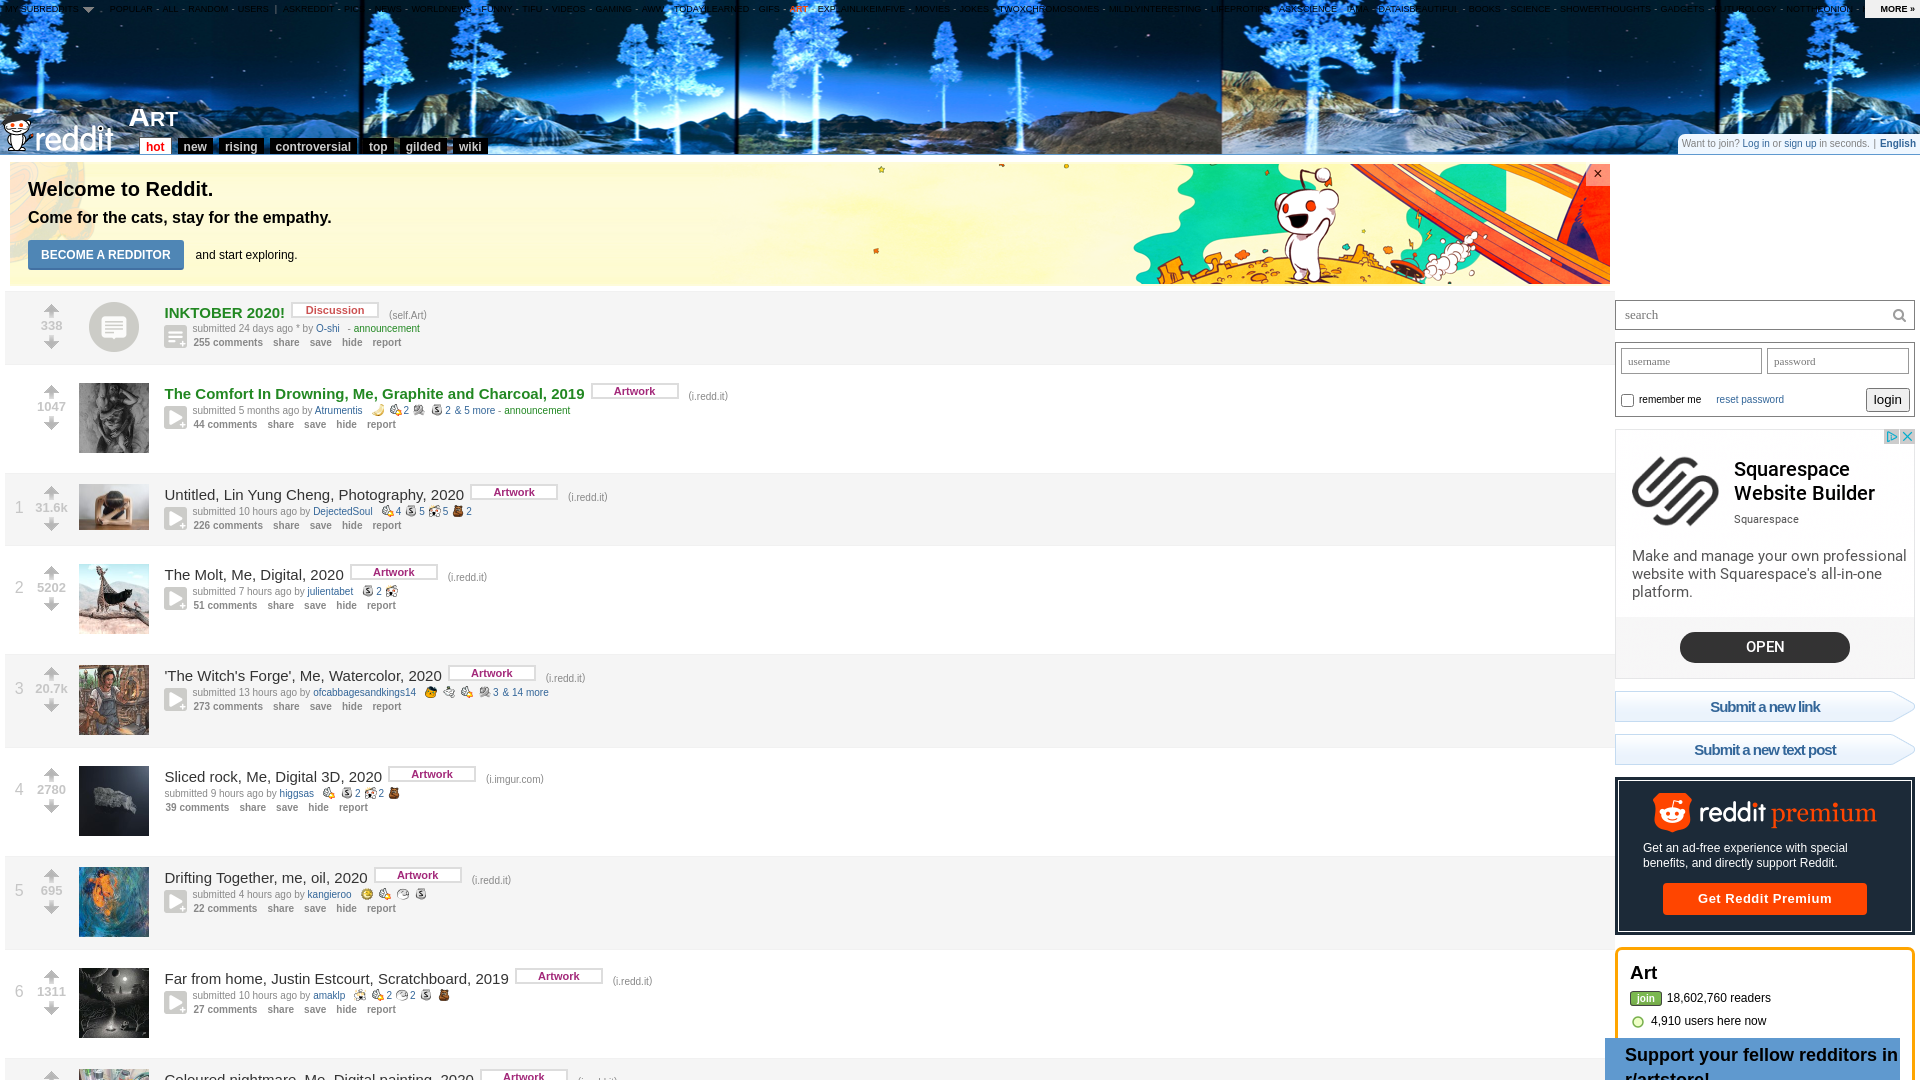 MY SUBREDDITS POPULAR - ALL - RANDOM - USERS | ASKREDDIT - PICS - NEWS - WORLDNEWS - FUNNY - TIFU - VIDEOS - GAMING - AWW - TODAYILEARNED - GIFS - ART - EXPLAINLIKEIMFIVE - MOVIES - JOKES - TWOXCHROMOSOMES - MILDLYINTERESTING - LIFEPROTIPS - ASKSCIENCE - IAMA - DATAISBEAUTIFUL - BOOKS - SCIENCE - SHOWERTHOUGHTS - GADGETS - FUTUROLOGY - NOTTHEONION - MORE »
reddit Art
hot new rising controversial top gilded wiki
Want to join? Log in or sign up in seconds. | English
Welcome to Reddit.
Come for the cats, stay for the empathy.
BECOME A REDDITOR and start exploring.
×
338
INKTOBER 2020! Discussion (self.Art)
submitted 24 days ago * by O-shi - announcement
255 comments share save hide report
1047
The Comfort In Drowning, Me, Graphite and Charcoal, 2019 Artwork (i.redd.it)
submitted 5 months ago by Atrumentis 2 2 & 5 more - announcement
44 comments share save hide report
1 31.6k
Untitled, Lin Yung Cheng, Photography, 2020 Artwork (i.redd.it)
submitted 10 hours ago by DejectedSoul 4 5 5 2
226 comments share save hide report
2 5202
The Molt, Me, Digital, 2020 Artwork (i.redd.it)
submitted 7 hours ago by julientabet 2
51 comments share save hide report
3 20.7k
'The Witch's Forge', Me, Watercolor, 2020 Artwork (i.redd.it)
submitted 13 hours ago by ofcabbagesandkings14 3 & 14 more
273 comments share save hide report
4 2780
Sliced rock, Me, Digital 3D, 2020 Artwork (i.imgur.com)
submitted 9 hours ago by higgsas 2 2
39 comments share save hide report
5 695
Drifting Together, me, oil, 2020 Artwork (i.redd.it)
submitted 4 hours ago by kangieroo
22 comments share save hide report
6 1311
Far from home, Justin Estcourt, Scratchboard, 2019 Artwork (i.redd.it)
submitted 10 hours ago by amaklp 2 2
27 comments share save hide report
Coloured nightmare, Me, Digital painting, 2020 Artwork (i.redd.it)
search
username password
remember me reset password login
Squarespace
Website Builder
Squarespace
Make and manage your own professional
website with Squarespace's all-in-one
platform.
OPEN
Submit a new link
Submit a new text post
reddit premium
Get an ad-free experience with special
benefits, and directly support Reddit.
Get Reddit Premium
Art
join 18,602,760 readers
4,910 users here now
Support your fellow redditors in
r/artstore!